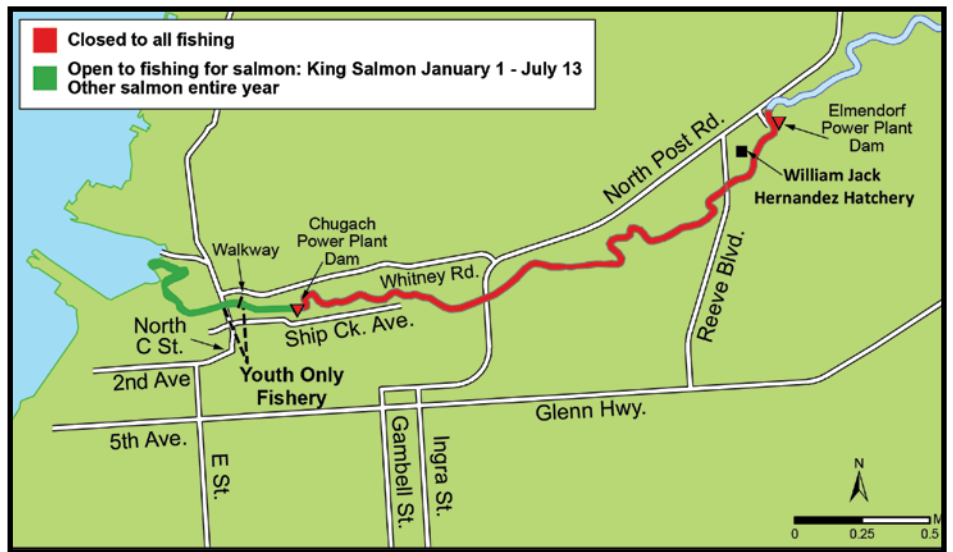 Closed to all fishing
Open to fishing for salmon: King Salmon January 1 - July 13
Other salmon entire year
Elmendorf
Power Plant
Dam
North Post Rd.
William Jack
Hernandez Hatchery
Chugach
Power Plant
Dam
Walkway
Whitney Rd.
Reeve Blvd.
North
C St.
Ship Ck. Ave.
2nd Ave
Youth Only
Fishery
Glenn Hwy.
5th Ave.
E St.
Gambell St.
Ingra St.
N
M
0 0.25 0.5